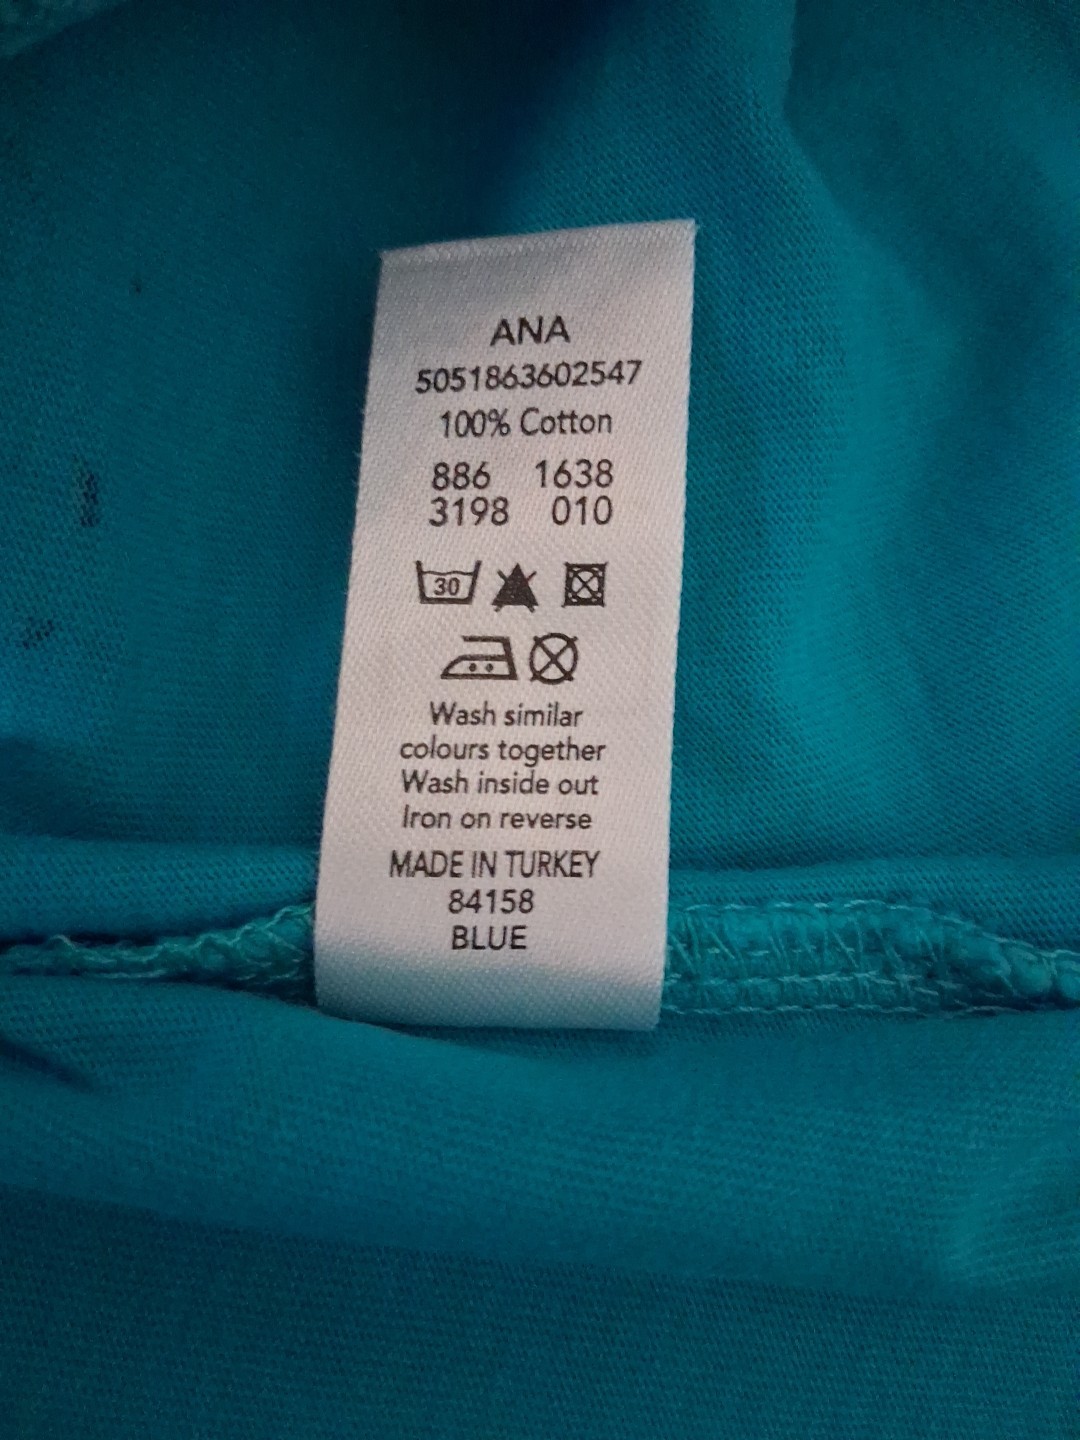 ANA
5051863602547
100% Cotton
886 1638
3198 010
30
Wash similar
colours together
Wash inside out
Iron on reverse
MADE IN TURKEY
84158
BLUE